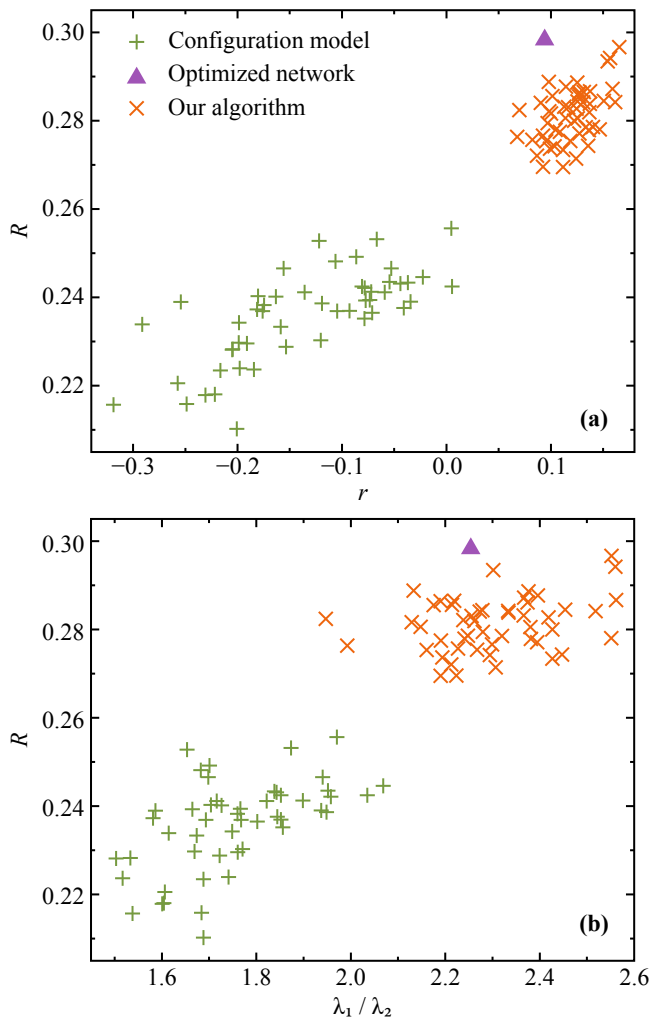 0.30
0.28
0.26
0.24
0.22
R
Configuration model
Optimized network
Our algorithm
(a)
−0.3 −0.2 −0.1 0.0 0.1
r
0.30
0.28
0.26
0.24
0.22
R
(b)
1.6 1.8 2.0 2.2 2.4 2.6
λ₁ / λ₂